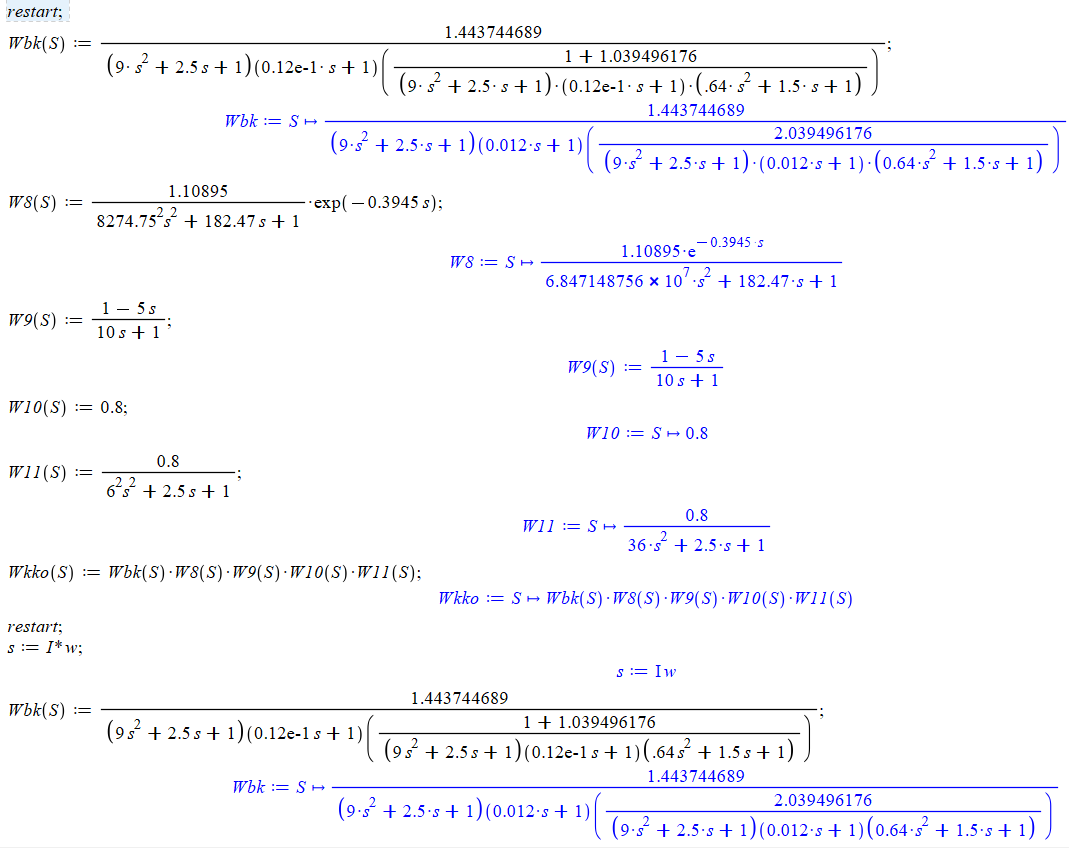 restart;
Wbk(S) := 1.443744689 / ((9· s^2 + 2.5 s + 1)(0.12e-1· s + 1)((1 + 1.039496176) / ((9· s^2 + 2.5· s + 1)·(0.12e-1· s + 1)·(.64· s^2 + 1.5· s + 1))));
Wbk := S ↦ 1.443744689 / ((9·s^2 + 2.5·s + 1)(0.012·s + 1)(2.039496176 / ((9·s^2 + 2.5·s + 1)·(0.012·s + 1)·(0.64·s^2 + 1.5·s + 1))))
W8(S) := 1.10895 / (8274.75^2 s^2 + 182.47 s + 1) ·exp(−0.3945 s);
W8 := S ↦ 1.10895·e^(−0.3945·s) / (6.847148756 × 10^7·s^2 + 182.47·s + 1)
W9(S) := (1 − 5 s) / (10 s + 1);
W9(S) := (1 − 5 s) / (10 s + 1)
W10(S) := 0.8;
W10 := S ↦ 0.8
W11(S) := 0.8 / (6^2 s^2 + 2.5 s + 1);
W11 := S ↦ 0.8 / (36·s^2 + 2.5·s + 1)
Wkko(S) := Wbk(S)·W8(S)·W9(S)·W10(S)·W11(S);
Wkko := S ↦ Wbk(S)·W8(S)·W9(S)·W10(S)·W11(S)
restart;
s := I* w;
s := I w
Wbk(S) := 1.443744689 / ((9 s^2 + 2.5 s + 1)(0.12e-1 s + 1)((1 + 1.039496176) / ((9 s^2 + 2.5 s + 1)(0.12e-1 s + 1)(.64 s^2 + 1.5 s + 1))));
Wbk := S ↦ 1.443744689 / ((9·s^2 + 2.5·s + 1)(0.012·s + 1)(2.039496176 / ((9·s^2 + 2.5·s + 1)(0.012·s + 1)(0.64·s^2 + 1.5·s + 1))))